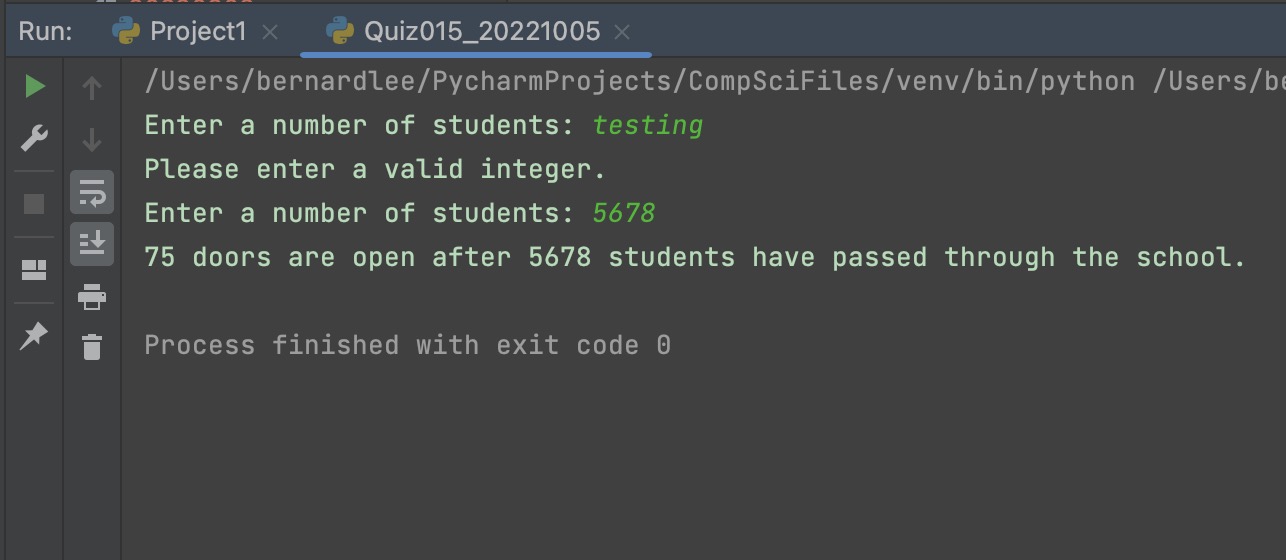 Run: Project1 Quiz015_20221005
/Users/bernardlee/PycharmProjects/CompSciFiles/venv/bin/python /Users/be
Enter a number of students: testing
Please enter a valid integer.
Enter a number of students: 5678
75 doors are open after 5678 students have passed through the school.
Process finished with exit code 0